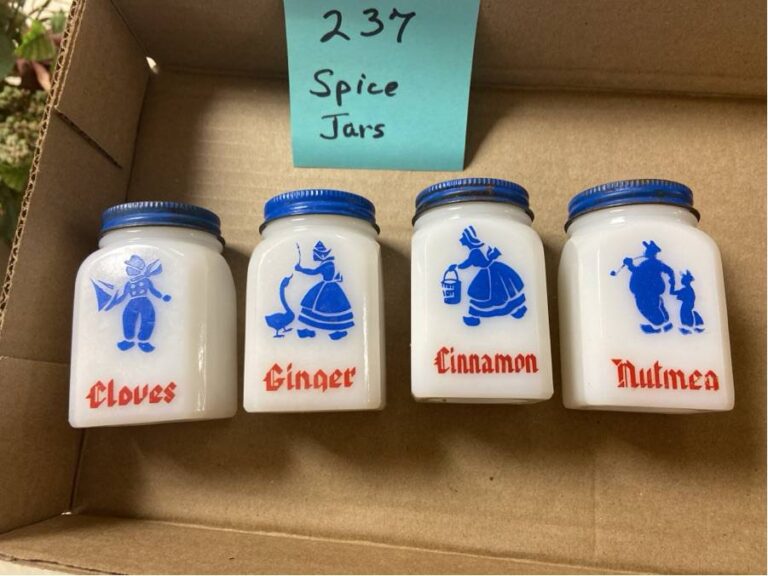 237
Spice
Jars
Cloves
Ginger
Cinnamon
Nutmeg